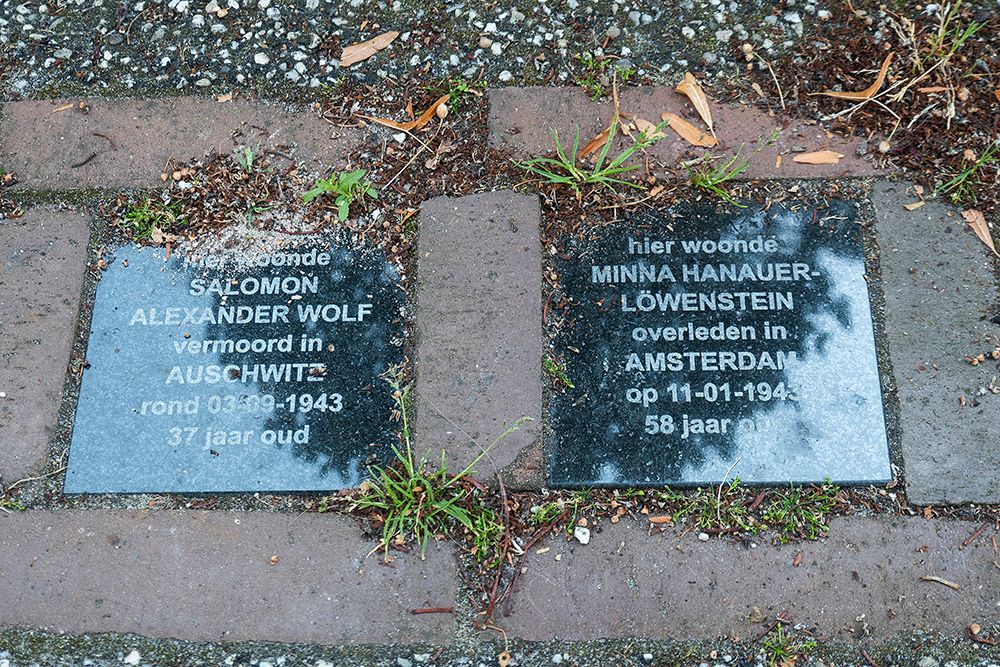 hier woonde
SALOMON
ALEXANDER WOLF
vermoord in
AUSCHWITZ
rond 03-09-1943
37 jaar oud
hier woonde
MINNA HANAUER-
LÖWENSTEIN
overleden in
AMSTERDAM
op 11-01-1943
58 jaar oud